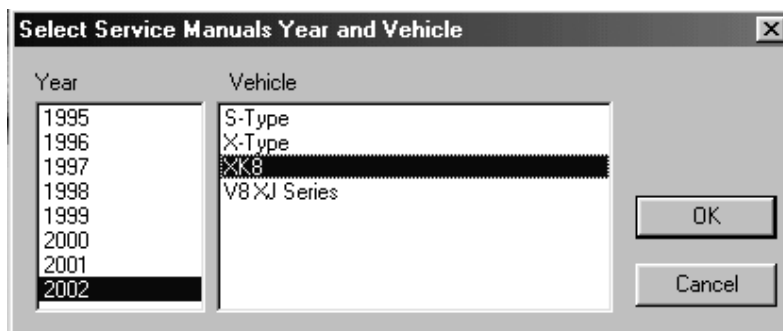 Select Service Manuals Year and Vehicle
Year
Vehicle
1995
1996
1997
1998
1999
2000
2001
2002
S-Type
X-Type
XK8
V8 XJ Series
OK
Cancel